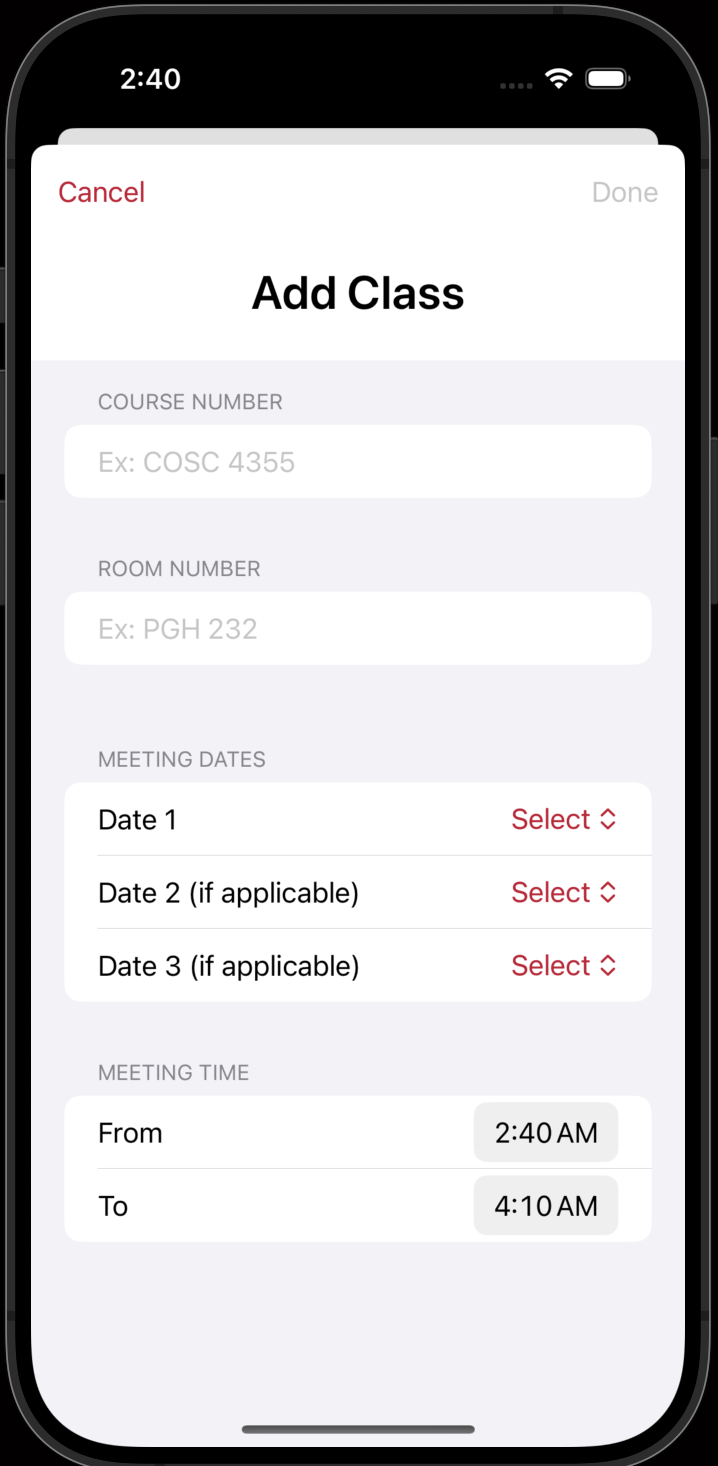 2:40
Cancel Done
Add Class
COURSE NUMBER
Ex: COSC 4355
ROOM NUMBER
Ex: PGH 232
MEETING DATES
Date 1 Select
Date 2 (if applicable) Select
Date 3 (if applicable) Select
MEETING TIME
From 2:40 AM
To 4:10 AM